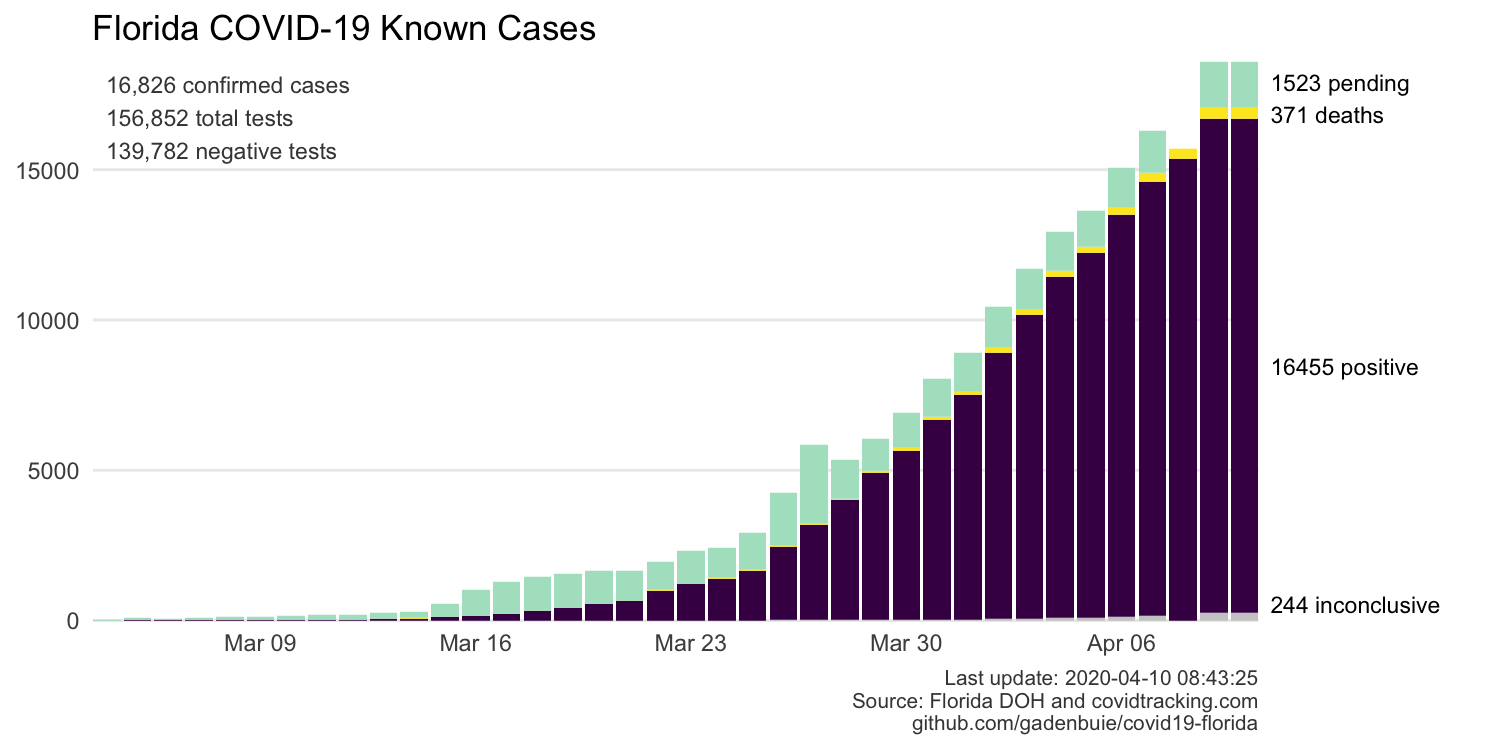 Florida COVID-19 Known Cases
16,826 confirmed cases
156,852 total tests
139,782 negative tests
1523 pending
371 deaths
16455 positive
244 inconclusive
15000
10000
5000
0
Mar 09
Mar 16
Mar 23
Mar 30
Apr 06
Last update: 2020-04-10 08:43:25
Source: Florida DOH and covidtracking.com
github.com/gadenbuie/covid19-florida